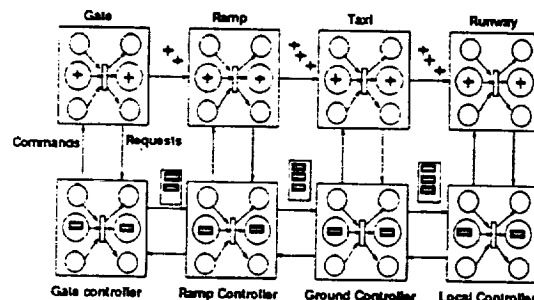 Gate Ramp Taxi Runway
Commands Requests
Gate controller Ramp Controller Ground Controller Local Controller